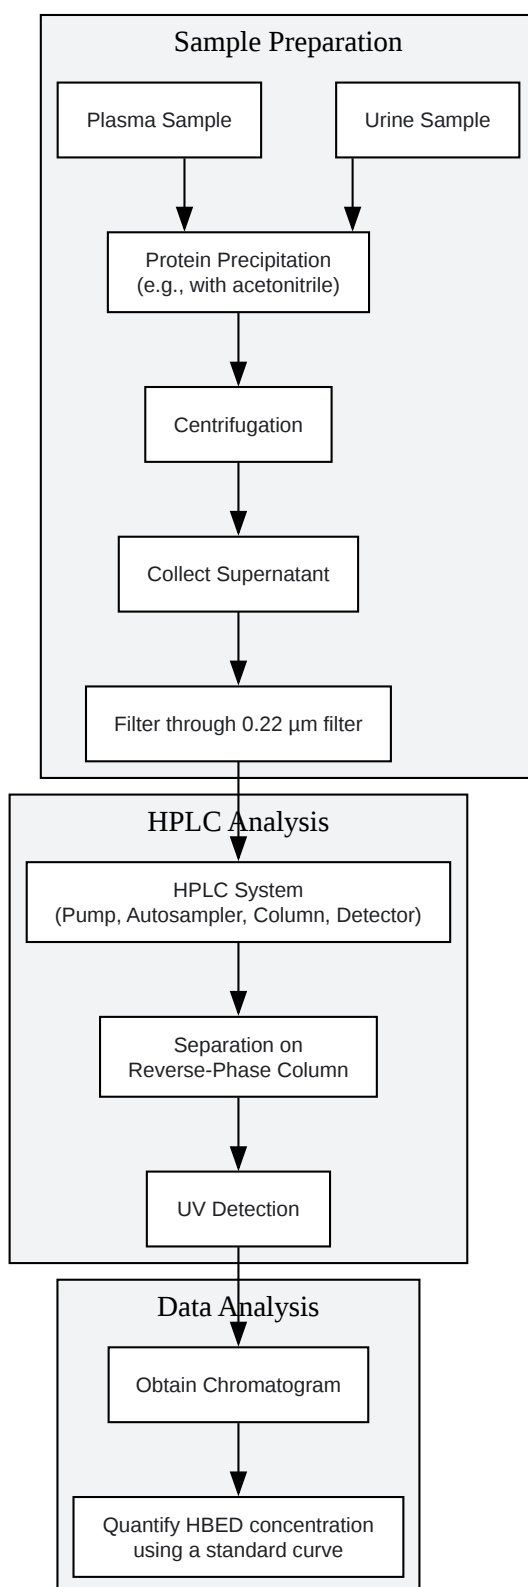 Sample Preparation
Plasma Sample
Urine Sample
Protein Precipitation
(e.g., with acetonitrile)
Centrifugation
Collect Supernatant
Filter through 0.22 µm filter
HPLC Analysis
HPLC System
(Pump, Autosampler, Column, Detector)
Separation on
Reverse-Phase Column
UV Detection
Data Analysis
Obtain Chromatogram
Quantify HBED concentration
using a standard curve